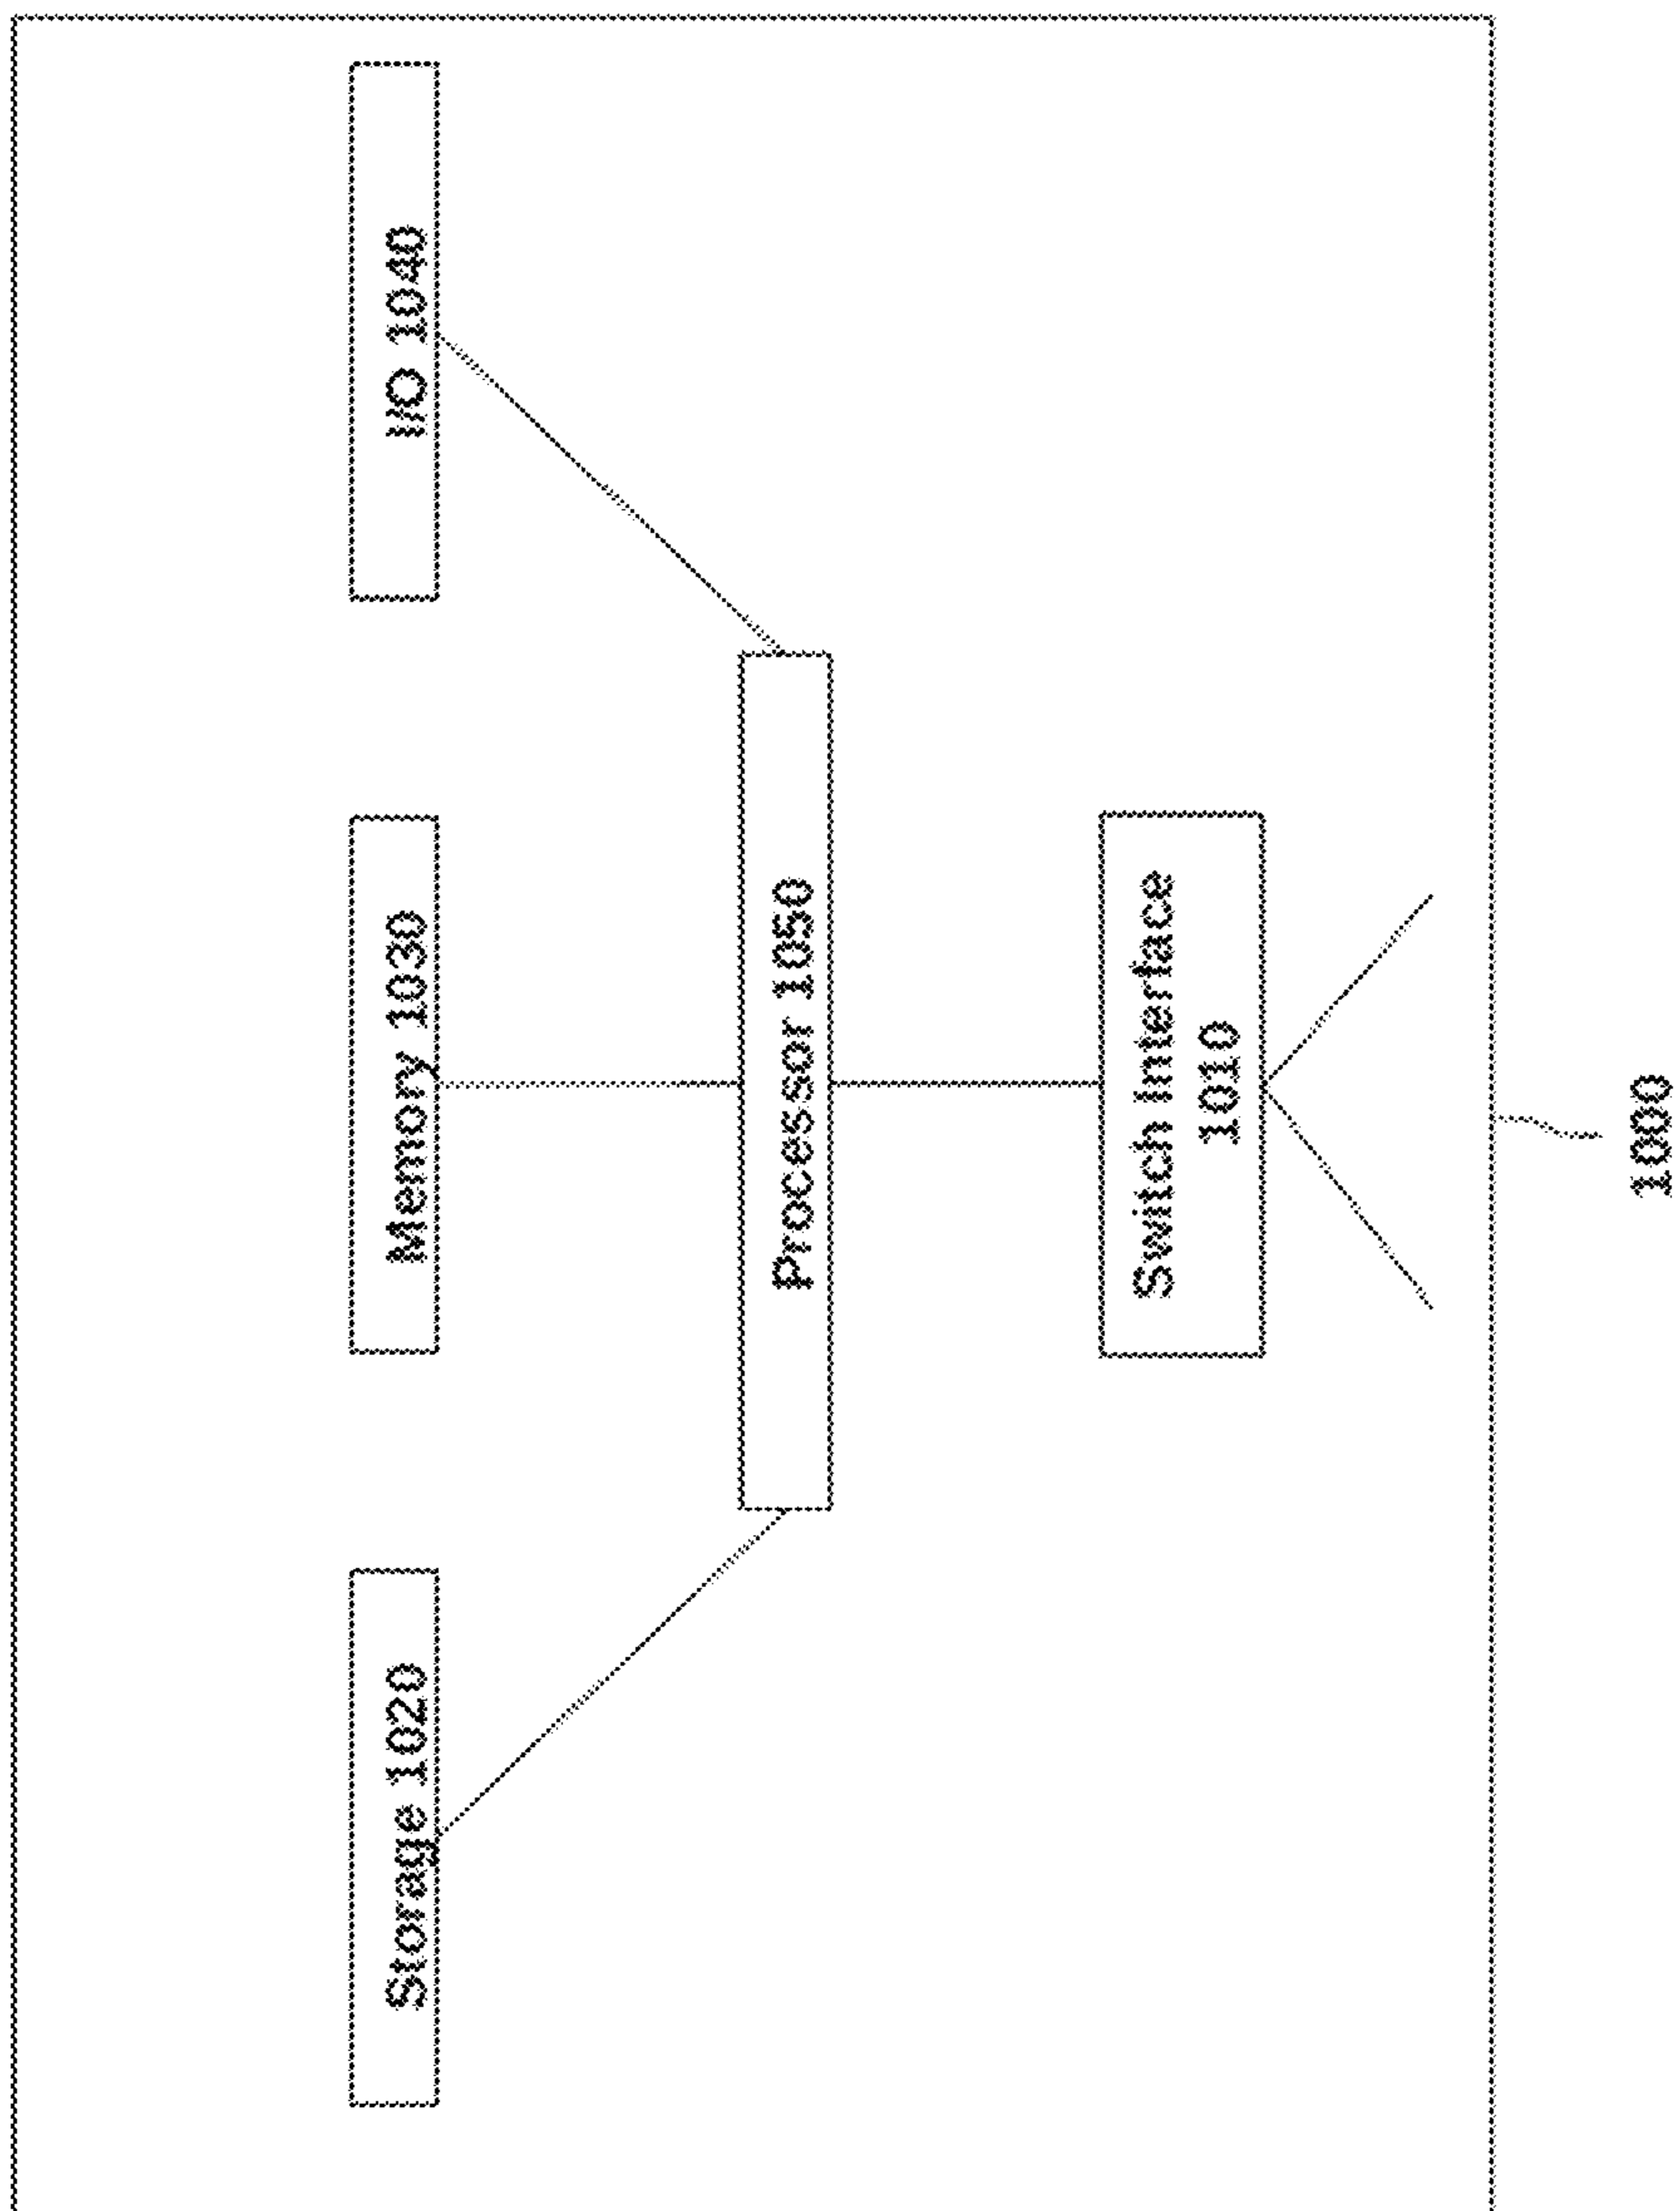 Storage 1020
Memory 1030
I/O 1040
Processor 1050
Switch Interface
1010
1000